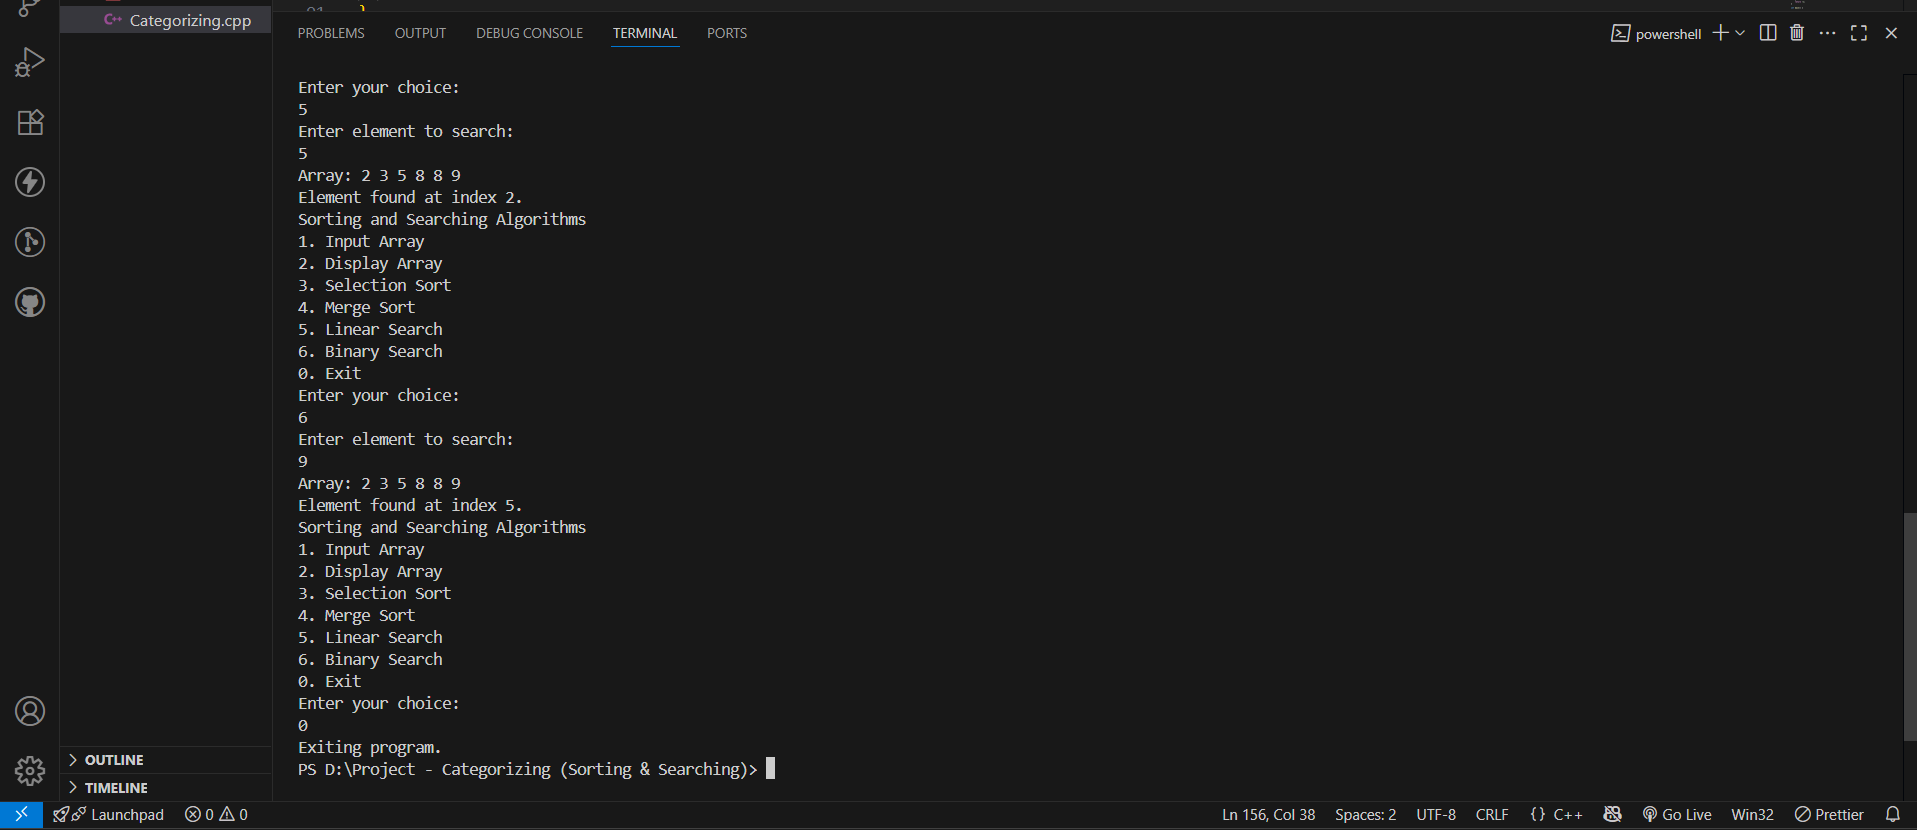 Categorizing.cpp
PROBLEMS OUTPUT DEBUG CONSOLE TERMINAL PORTS
powershell
Enter your choice:
5
Enter element to search:
5
Array: 2 3 5 8 8 9
Element found at index 2.
Sorting and Searching Algorithms
1. Input Array
2. Display Array
3. Selection Sort
4. Merge Sort
5. Linear Search
6. Binary Search
0. Exit
Enter your choice:
6
Enter element to search:
9
Array: 2 3 5 8 8 9
Element found at index 5.
Sorting and Searching Algorithms
1. Input Array
2. Display Array
3. Selection Sort
4. Merge Sort
5. Linear Search
6. Binary Search
0. Exit
Enter your choice:
0
Exiting program.
PS D:\Project - Categorizing (Sorting & Searching)>
OUTLINE
TIMELINE
Launchpad 0 0 Ln 156, Col 38 Spaces: 2 UTF-8 CRLF {} C++ Go Live Win32 Prettier